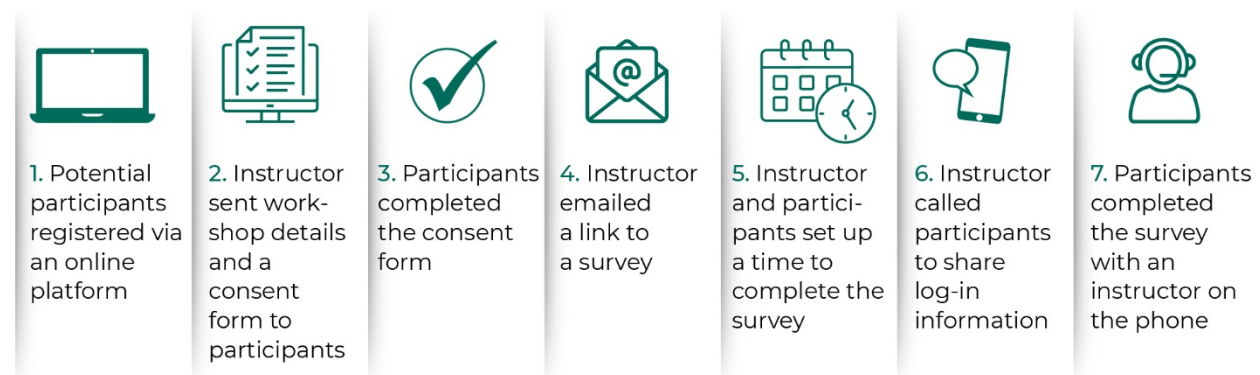 1. Potential
participants
registered via
an online
platform
2. Instructor
sent work-
shop details
and a
consent
form to
participants
3. Participants
completed
the consent
form
4. Instructor
emailed
a link to
a survey
5. Instructor
and partici-
pants set up
a time to
complete the
survey
6. Instructor
called
participants
to share
log-in
information
7. Participants
completed
the survey
with an
instructor on
the phone